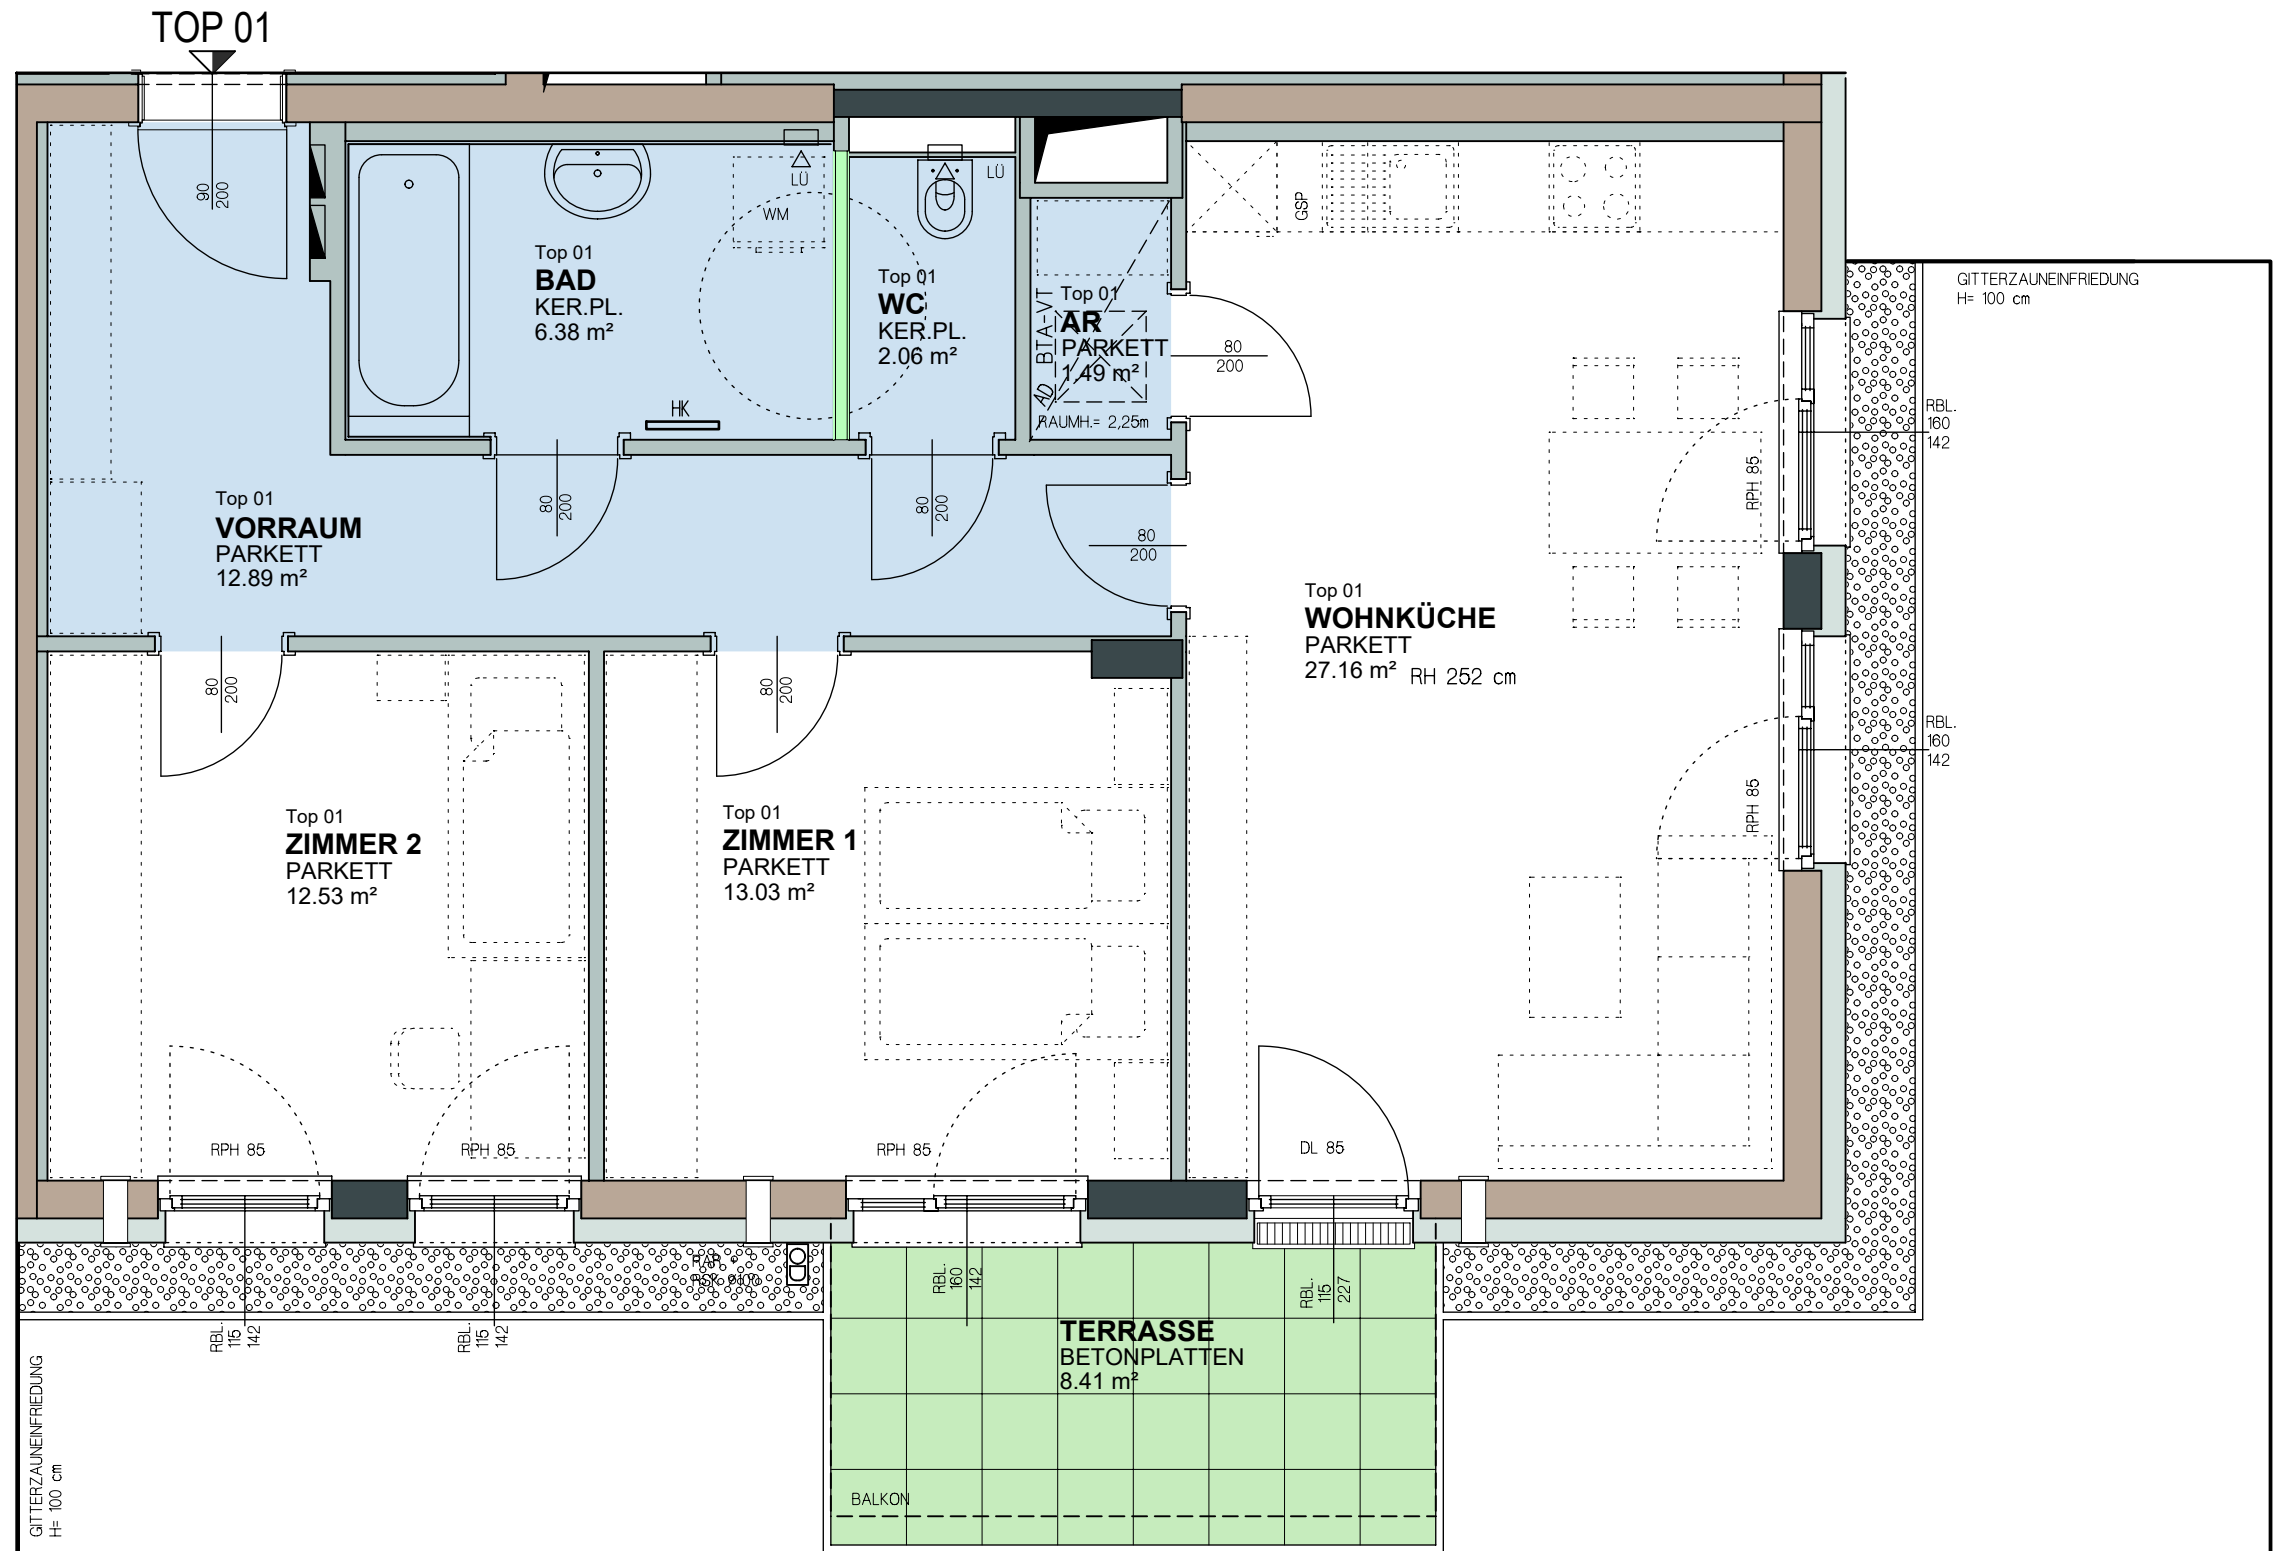 TOP 01
90
200
Top 01
BAD
KER.PL.
6.38 m²
LÜ
WM
HK
Top 01
WC
KER.PL.
2.06 m²
LÜ
Top 01
AR
PARKETT
1.49 m²
BTA-VT
AD
RAUMH.= 2,25m
GSP
80
200
GITTERZAUNEINFRIEDUNG
H= 100 cm
RBL.
160
142
RPH 85
Top 01
VORRAUM
PARKETT
12.89 m²
80
200
80
200
80
200
Top 01
WOHNKÜCHE
PARKETT
27.16 m² RH 252 cm
80
200
80
200
RBL.
160
142
RPH 85
Top 01
ZIMMER 2
PARKETT
12.53 m²
Top 01
ZIMMER 1
PARKETT
13.03 m²
RPH 85
RPH 85
RPH 85
DL 85
RBL.
115
142
RBL.
115
142
RBL.
160
142
RBL.
115
227
TERRASSE
BETONPLATTEN
8.41 m²
BALKON
GITTERZAUNEINFRIEDUNG
H= 100 cm